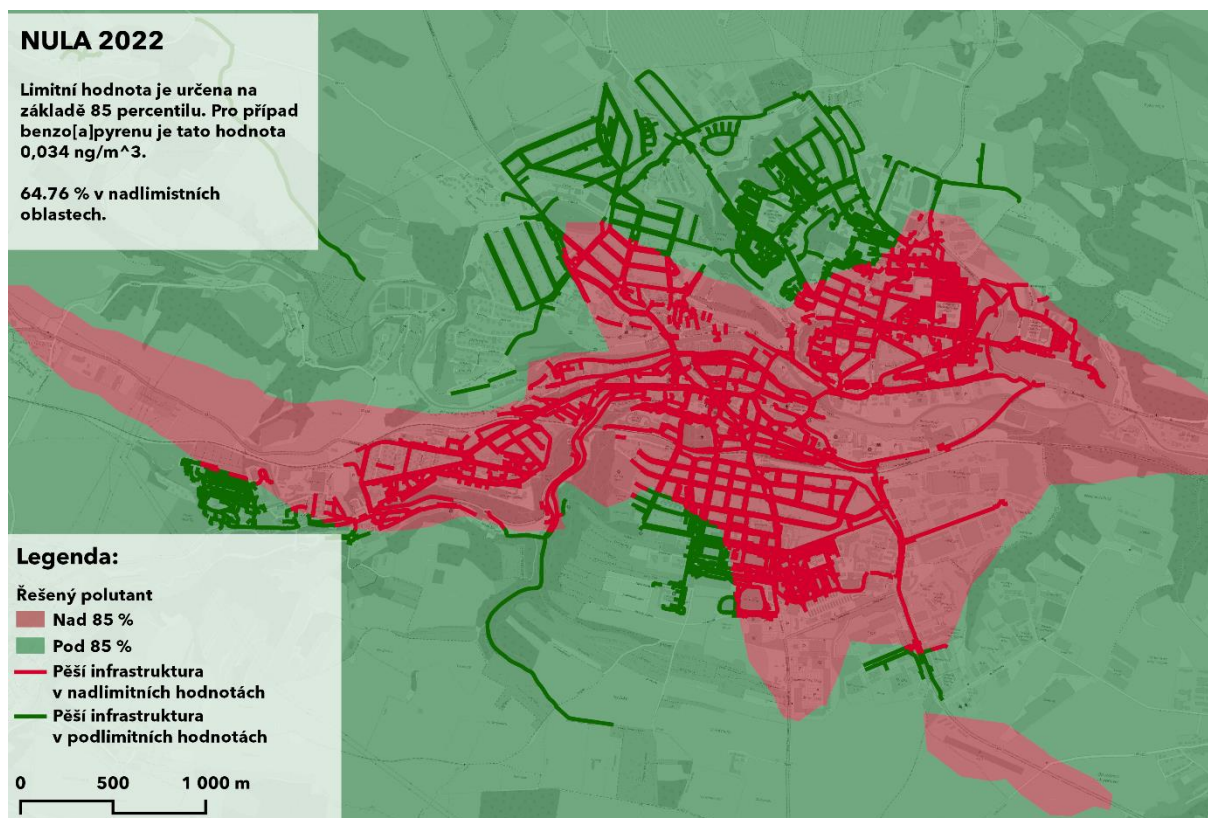 NULA 2022
Limitní hodnota je určena na
základě 85 percentilu. Pro případ
benzo[a]pyrenu je tato hodnota
0,034 ng/m^3.
64.76 % v nadlimistních
oblastech.
Legenda:
Řešený polutant
Nad 85 %
Pod 85 %
Pěší infrastruktura
v nadlimitních hodnotách
Pěší infrastruktura
v podlimitních hodnotách
0 500 1 000 m